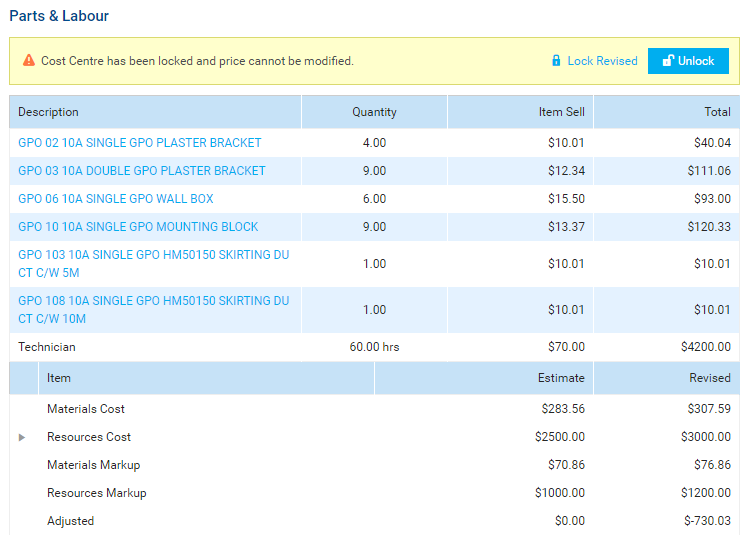 Parts & Labour
Cost Centre has been locked and price cannot be modified. Lock Revised Unlock
Description Quantity Item Sell Total
GPO 02 10A SINGLE GPO PLASTER BRACKET 4.00 $10.01 $40.04
GPO 03 10A DOUBLE GPO PLASTER BRACKET 9.00 $12.34 $111.06
GPO 06 10A SINGLE GPO WALL BOX 6.00 $15.50 $93.00
GPO 10 10A SINGLE GPO MOUNTING BLOCK 9.00 $13.37 $120.33
GPO 103 10A SINGLE GPO HM50150 SKIRTING DU
CT C/W 5M 1.00 $10.01 $10.01
GPO 108 10A SINGLE GPO HM50150 SKIRTING DU
CT C/W 10M 1.00 $10.01 $10.01
Technician 60.00 hrs $70.00 $4200.00
Item Estimate Revised
Materials Cost $283.56 $307.59
Resources Cost $2500.00 $3000.00
Materials Markup $70.86 $76.86
Resources Markup $1000.00 $1200.00
Adjusted $0.00 $-730.03